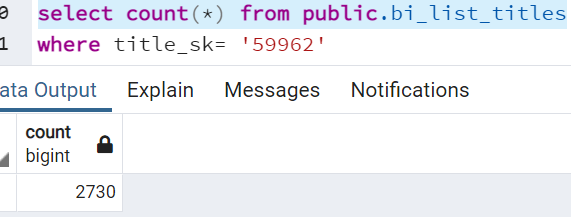 0 select count(*) from public.bi_list_titles
1 where title_sk= '59962'
ata Output Explain Messages Notifications
count
bigint
2730